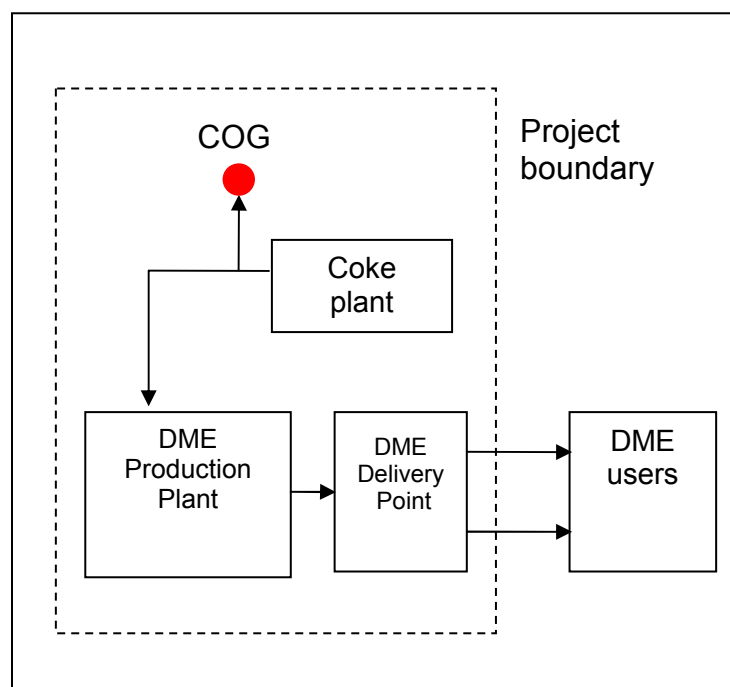 COG
Project
boundary
Coke
plant
DME
Production
Plant
DME
Delivery
Point
DME
users